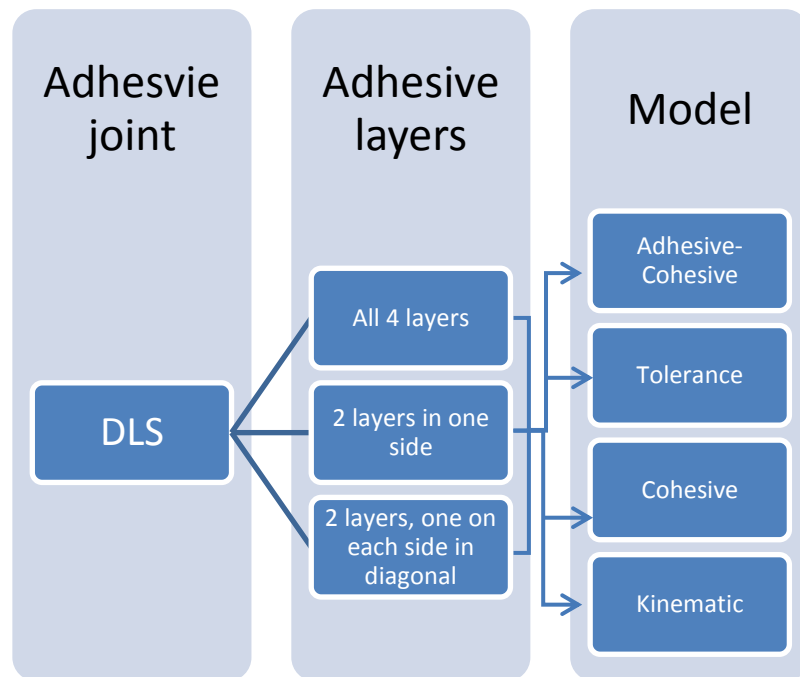 Adhesvie
joint
Adhesive
layers
Model
DLS
All 4 layers
2 layers in one
side
2 layers, one on
each side in
diagonal
Adhesive-
Cohesive
Tolerance
Cohesive
Kinematic